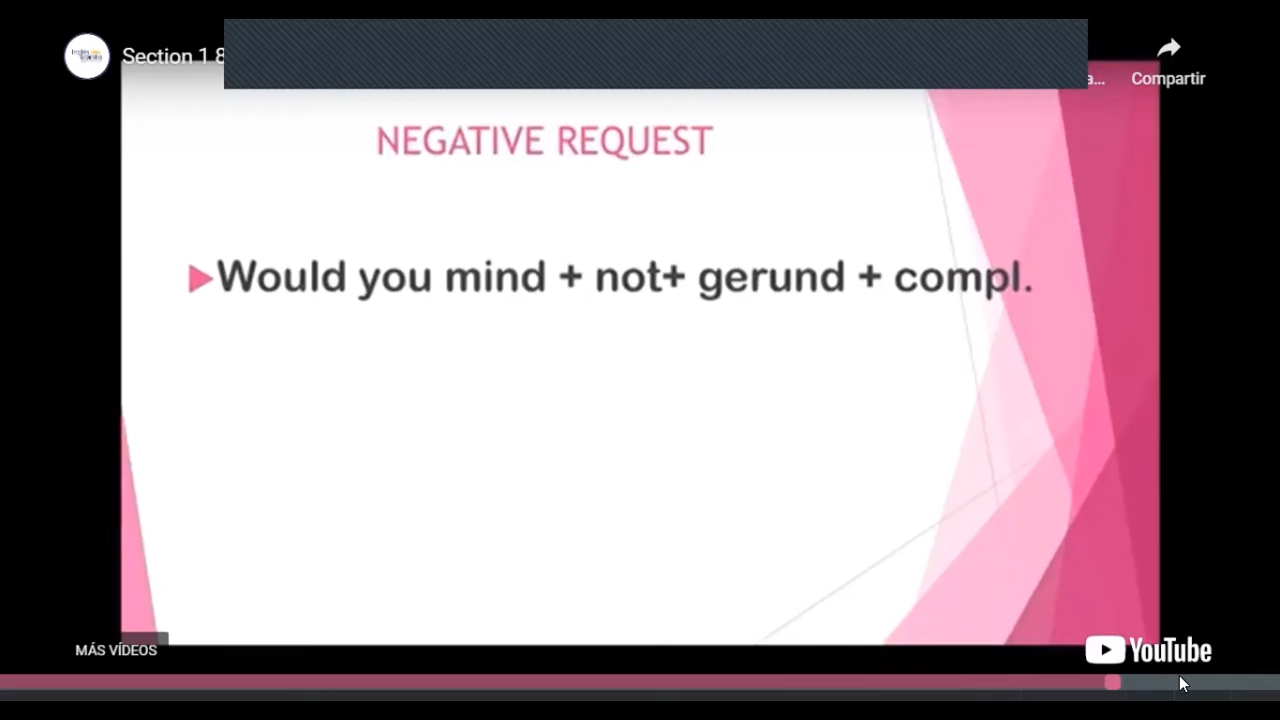 Section 1 8
a...
Compartir
NEGATIVE REQUEST
Would you mind + not+ gerund + compl.
MÁS VÍDEOS
YouTube